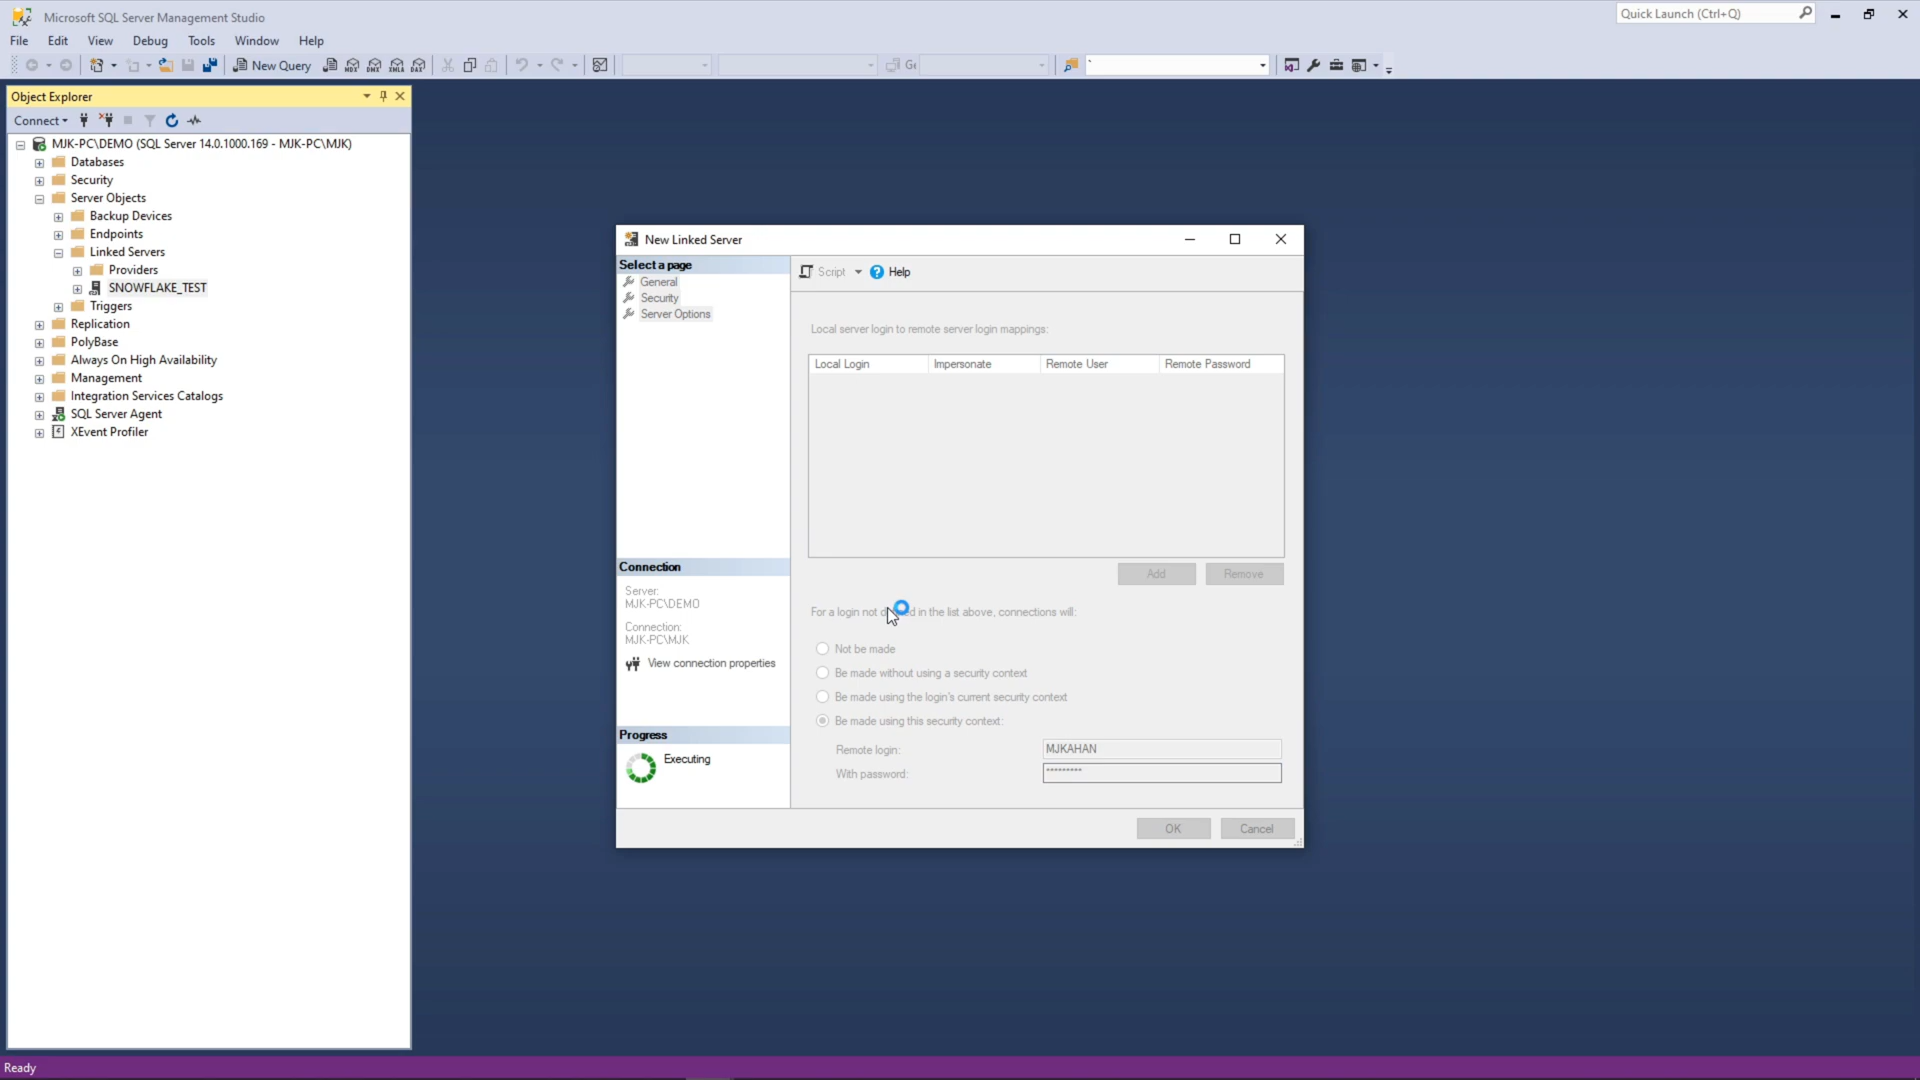 Microsoft SQL Server Management Studio
Quick Launch (Ctrl+Q)
File Edit View Debug Tools Window Help
New Query
MDX DMX XMLA DAX
Object Explorer
Connect
MJK-PC\DEMO (SQL Server 14.0.1000.169 - MJK-PC\MJK)
Databases
Security
Server Objects
Backup Devices
Endpoints
Linked Servers
Providers
SNOWFLAKE_TEST
Triggers
Replication
PolyBase
Always On High Availability
Management
Integration Services Catalogs
SQL Server Agent
XEvent Profiler
New Linked Server
Select a page
General
Security
Server Options
Script Help
Local server login to remote server login mappings:
Local Login Impersonate Remote User Remote Password
Add Remove
Connection
Server:
MJK-PC\DEMO
Connection:
MJK-PC\MJK
View connection properties
Progress
Executing
For a login not d d in the list above, connections will:
Not be made
Be made without using a security context
Be made using the login's current security context
Be made using this security context:
Remote login: MJKAHAN
With password: *********
OK Cancel
Ready